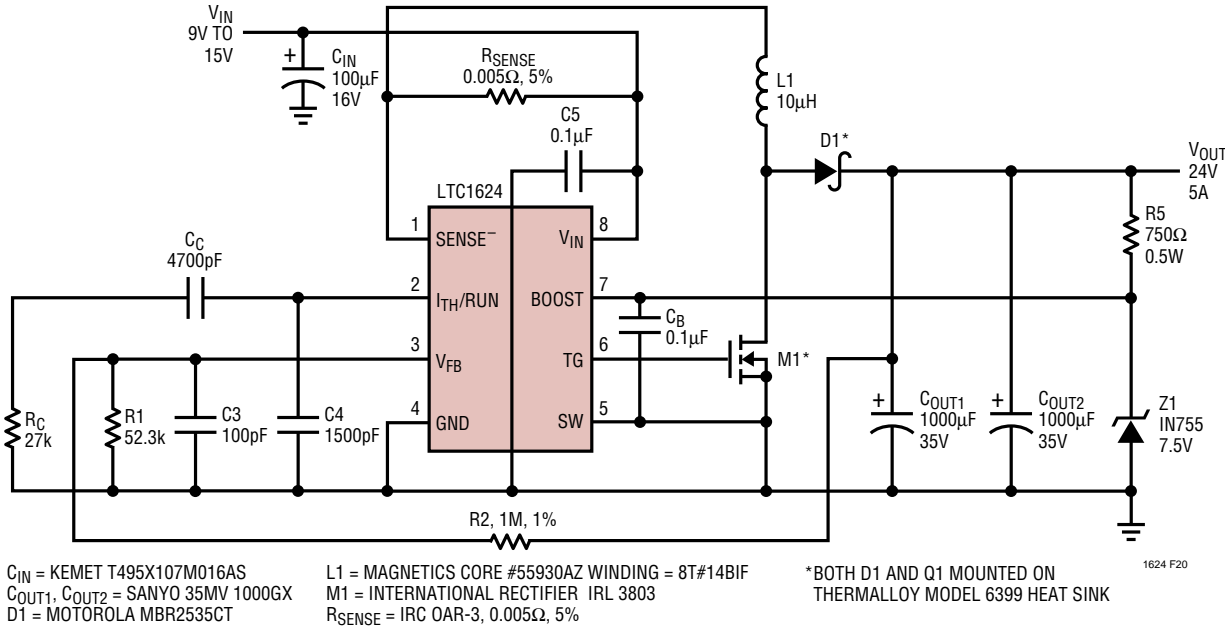 VIN
9V TO
15V
+
CIN
100µF
16V
RSENSE
0.005Ω, 5%
C5
0.1µF
L1
10µH
D1*
VOUT
24V
5A
R5
750Ω
0.5W
LTC1624
1
SENSE–
8
VIN
CC
4700pF
2
ITH/RUN
BOOST
7
CB
0.1µF
3
VFB
TG
6
M1*
4
GND
SW
5
RC
27k
R1
52.3k
C3
100pF
C4
1500pF
+
COUT1
1000µF
35V
+
COUT2
1000µF
35V
Z1
IN755
7.5V
R2, 1M, 1%
CIN = KEMET T495X107M016AS
COUT1, COUT2 = SANYO 35MV 1000GX
D1 = MOTOROLA MBR2535CT
L1 = MAGNETICS CORE #55930AZ WINDING = 8T#14BIF
M1 = INTERNATIONAL RECTIFIER IRL 3803
RSENSE = IRC OAR-3, 0.005Ω, 5%
*BOTH D1 AND Q1 MOUNTED ON
THERMALLOY MODEL 6399 HEAT SINK
1624 F20